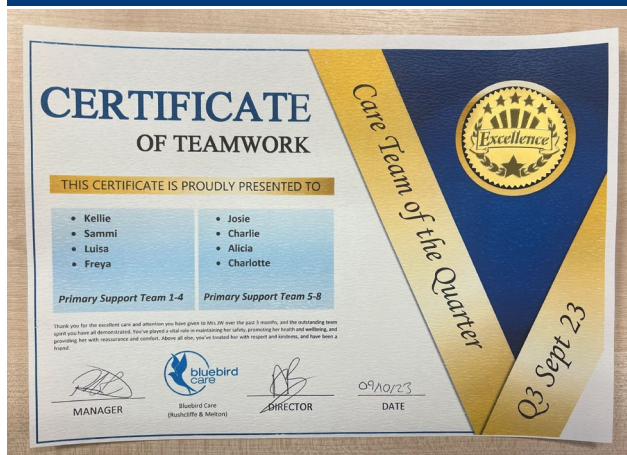 CERTIFICATE
OF TEAMWORK
THIS CERTIFICATE IS PROUDLY PRESENTED TO
• Kellie
• Sammi
• Luisa
• Freya
Primary Support Team 1-4
• Josie
• Charlie
• Alicia
• Charlotte
Primary Support Team 5-8
Thank you for the excellent care and attention you have given to Mrs JW over the past 3 months, and the outstanding team
spirit you have all demonstrated. You've played a vital role in maintaining her safety, promoting her health and wellbeing, and
providing her with reassurance and comfort. Above all else, you've treated her with respect and kindness, and have been a
friend.
MANAGER
bluebird
care
Bluebird Care
(Rushcliffe & Melton)
DIRECTOR
09/10/23
DATE
Care Team of the Quarter
Excellence
Q3 Sept 23